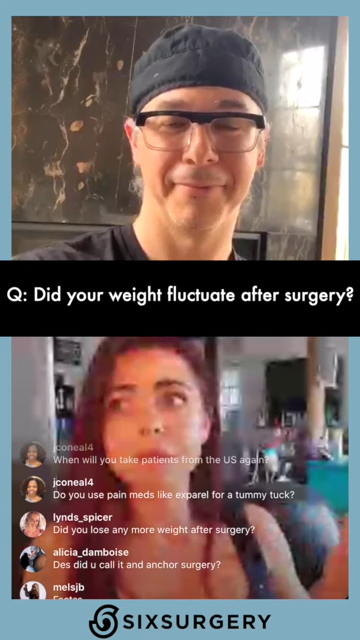 Q: Did your weight fluctuate after surgery?
jconeal4
When will you take patients from the US again?
jconeal4
Do you use pain meds like exparel for a tummy tuck?
lynds_spicer
Did you lose any more weight after surgery?
alicia_damboise
Des did u call it and anchor surgery?
melsjb
SIXSURGERY